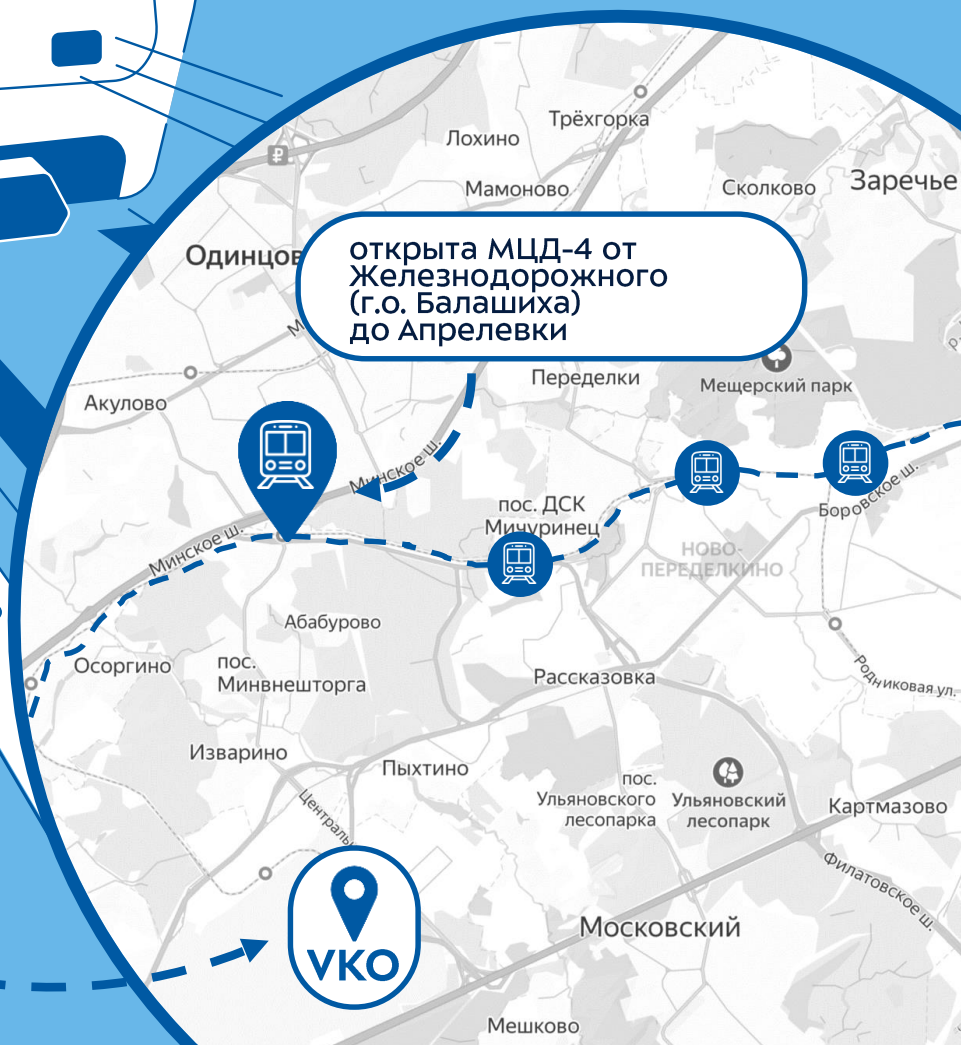 Трёхгорка
Лохино
₽
Мамоново
Сколково
Заречье
Одинцов
открыта МЦД-4 от
Железнодорожного
(г.о. Балашиха)
до Апрелевки
Переделки
Мещерский парк
Акулово
Минское ш.
пос. ДСК
Мичуринец
Боровское ш.
Минское ш.
НОВО-
ПЕРЕДЕЛКИНО
Абабурово
Осоргино
пос.
Минвнешторга
Рассказовка
Родниковая ул.
Изварино
Пыхтино
пос.
Ульяновского
лесопарка
Ульяновский
лесопарк
Картмазово
Централь
Филатовское ш.
Московский
VKO
Мешково